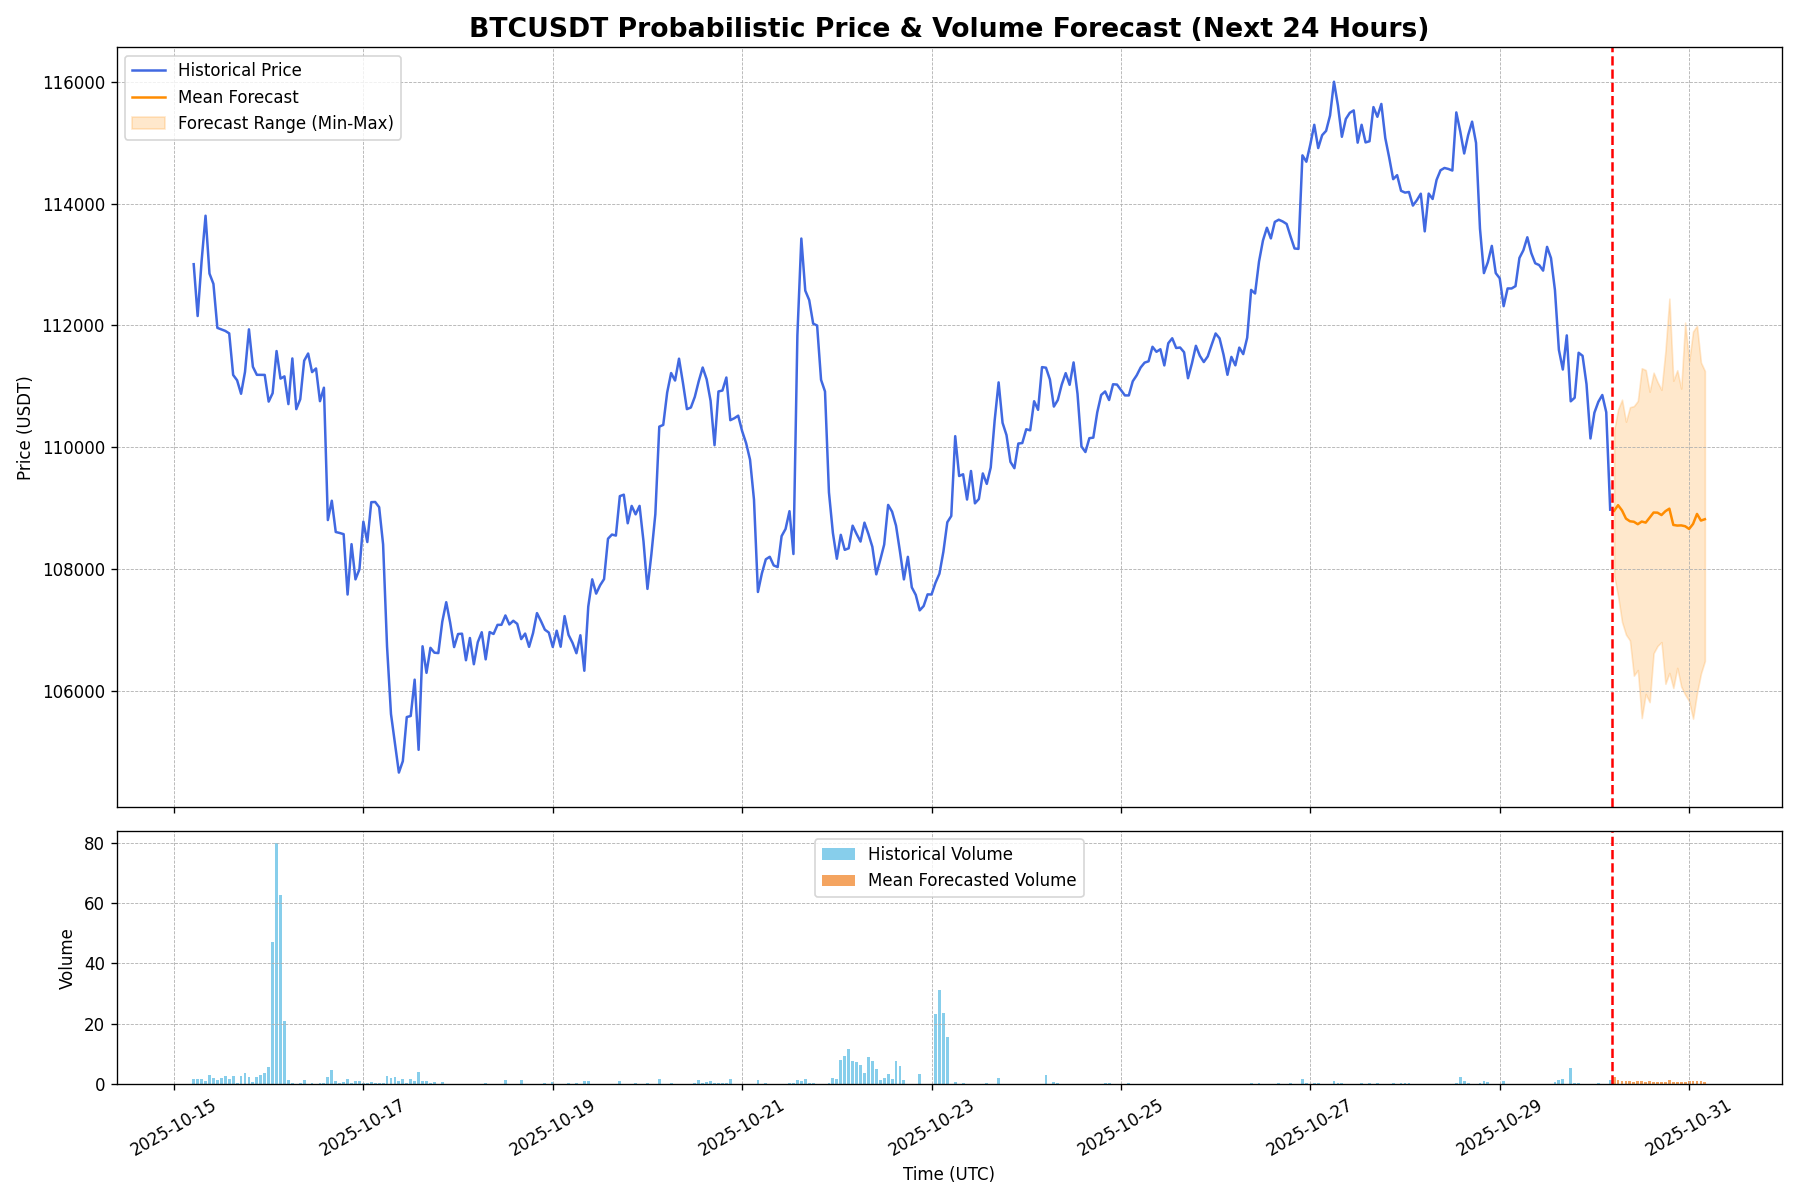 BTCUSDT Probabilistic Price & Volume Forecast (Next 24 Hours)
Historical Price
Mean Forecast
Forecast Range (Min-Max)
116000
114000
112000
110000
108000
106000
Price (USDT)
Historical Volume
Mean Forecasted Volume
80
60
40
20
0
Volume
2025-10-15
2025-10-17
2025-10-19
2025-10-21
2025-10-23
2025-10-25
2025-10-27
2025-10-29
2025-10-31
Time (UTC)